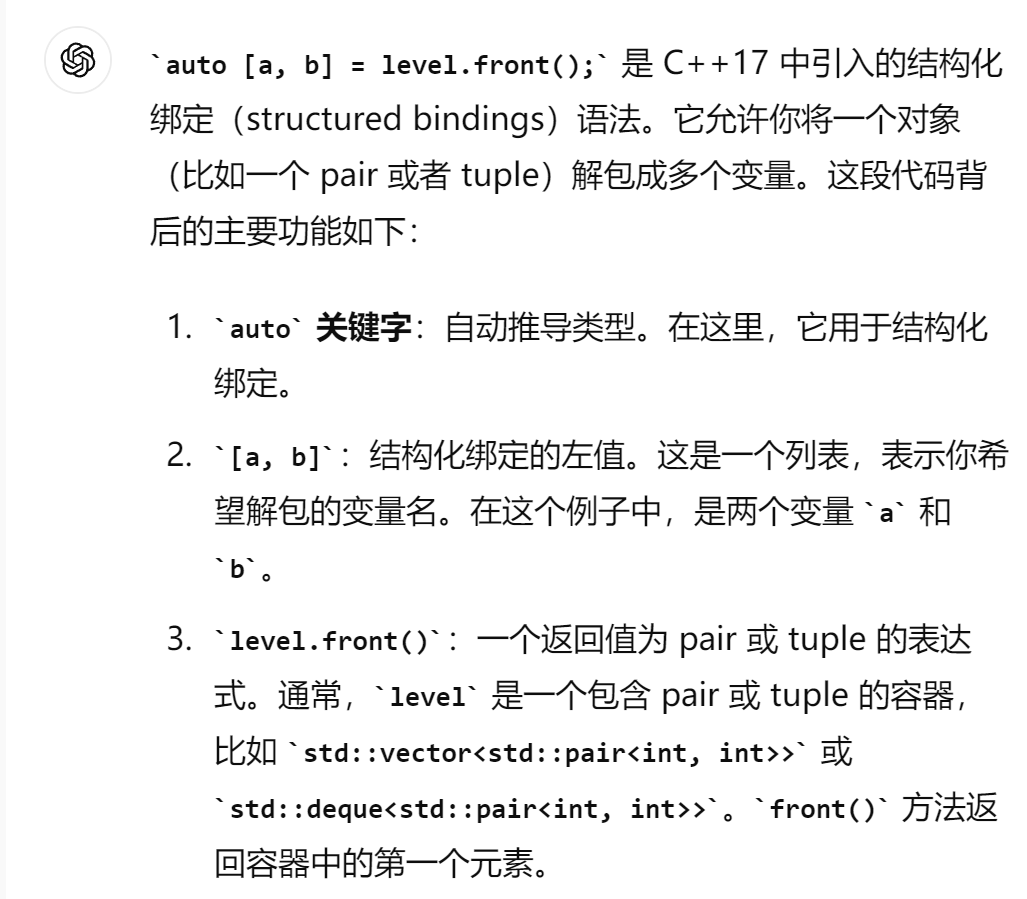 `auto [a, b] = level.front();` 是 C++17 中引入的结构化
绑定（structured bindings）语法。它允许你将一个对象
（比如一个 pair 或者 tuple）解包成多个变量。这段代码背
后的主要功能如下：
1. `auto` 关键字：自动推导类型。在这里，它用于结构化
绑定。
2. `[a, b]`：结构化绑定的左值。这是一个列表，表示你希
望解包的变量名。在这个例子中，是两个变量 `a` 和
`b`。
3. `level.front()`：一个返回值为 pair 或 tuple 的表达
式。通常，`level` 是一个包含 pair 或 tuple 的容器，
比如 `std::vector<std::pair<int, int>>` 或
`std::deque<std::pair<int, int>>`。`front()` 方法返
回容器中的第一个元素。